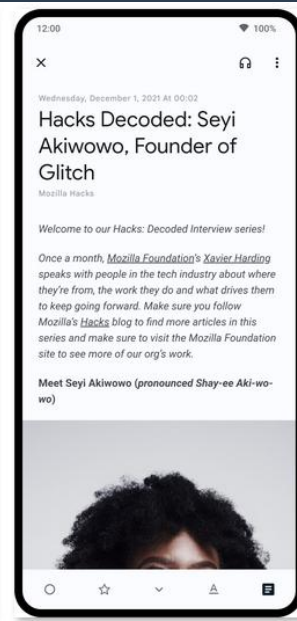 12:00 100%
Wednesday, December 1, 2021 At 00:02
Hacks Decoded: Seyi
Akiwowo, Founder of
Glitch
Mozilla Hacks
Welcome to our Hacks: Decoded Interview series!
Once a month, Mozilla Foundation's Xavier Harding
speaks with people in the tech industry about where
they're from, the work they do and what drives them
to keep going forward. Make sure you follow
Mozilla's Hacks blog to find more articles in this
series and make sure to visit the Mozilla Foundation
site to see more of our org's work.
Meet Seyi Akiwowo (pronounced Shay-ee Aki-wo-
wo)
A